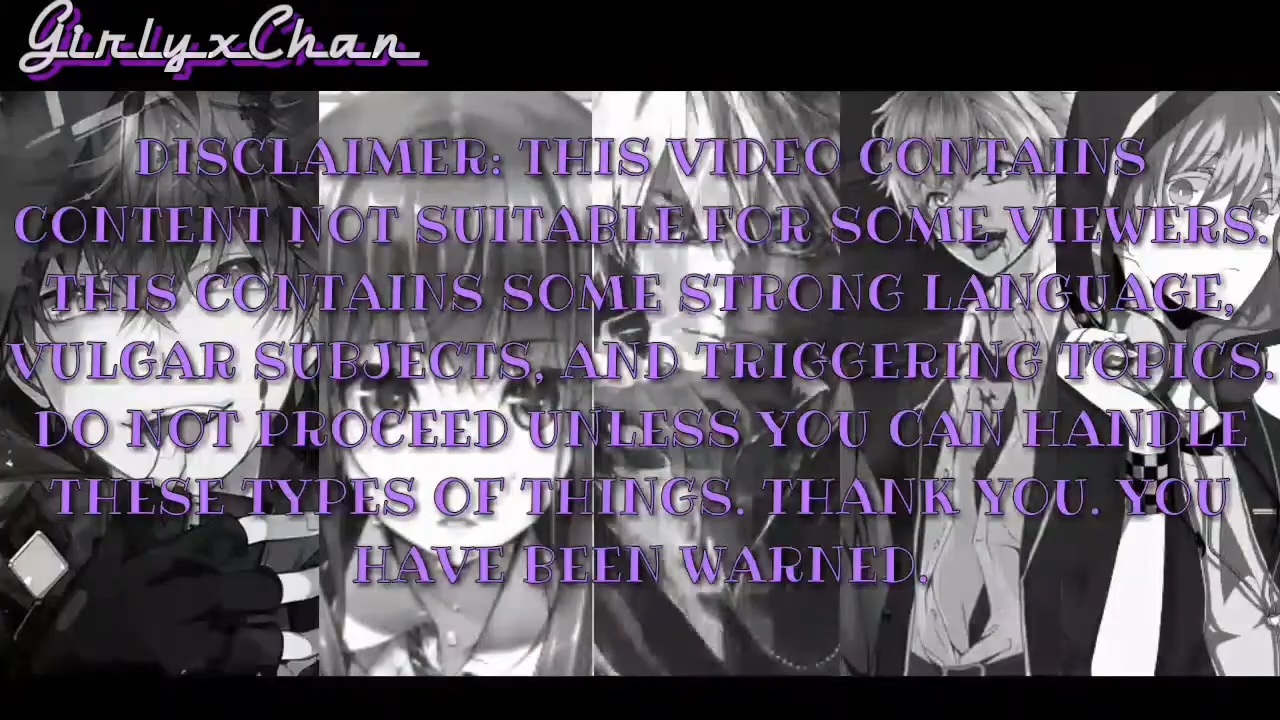 GirlyxChan
DISCLAIMER: THIS VIDEO CONTAINS
CONTENT NOT SUITABLE FOR SOME VIEWERS.
THIS CONTAINS SOME STRONG LANGUAGE,
VULGAR SUBJECTS, AND TRIGGERING TOPICS.
DO NOT PROCEED UNLESS YOU CAN HANDLE
THESE TYPES OF THINGS. THANK YOU. YOU
HAVE BEEN WARNED.